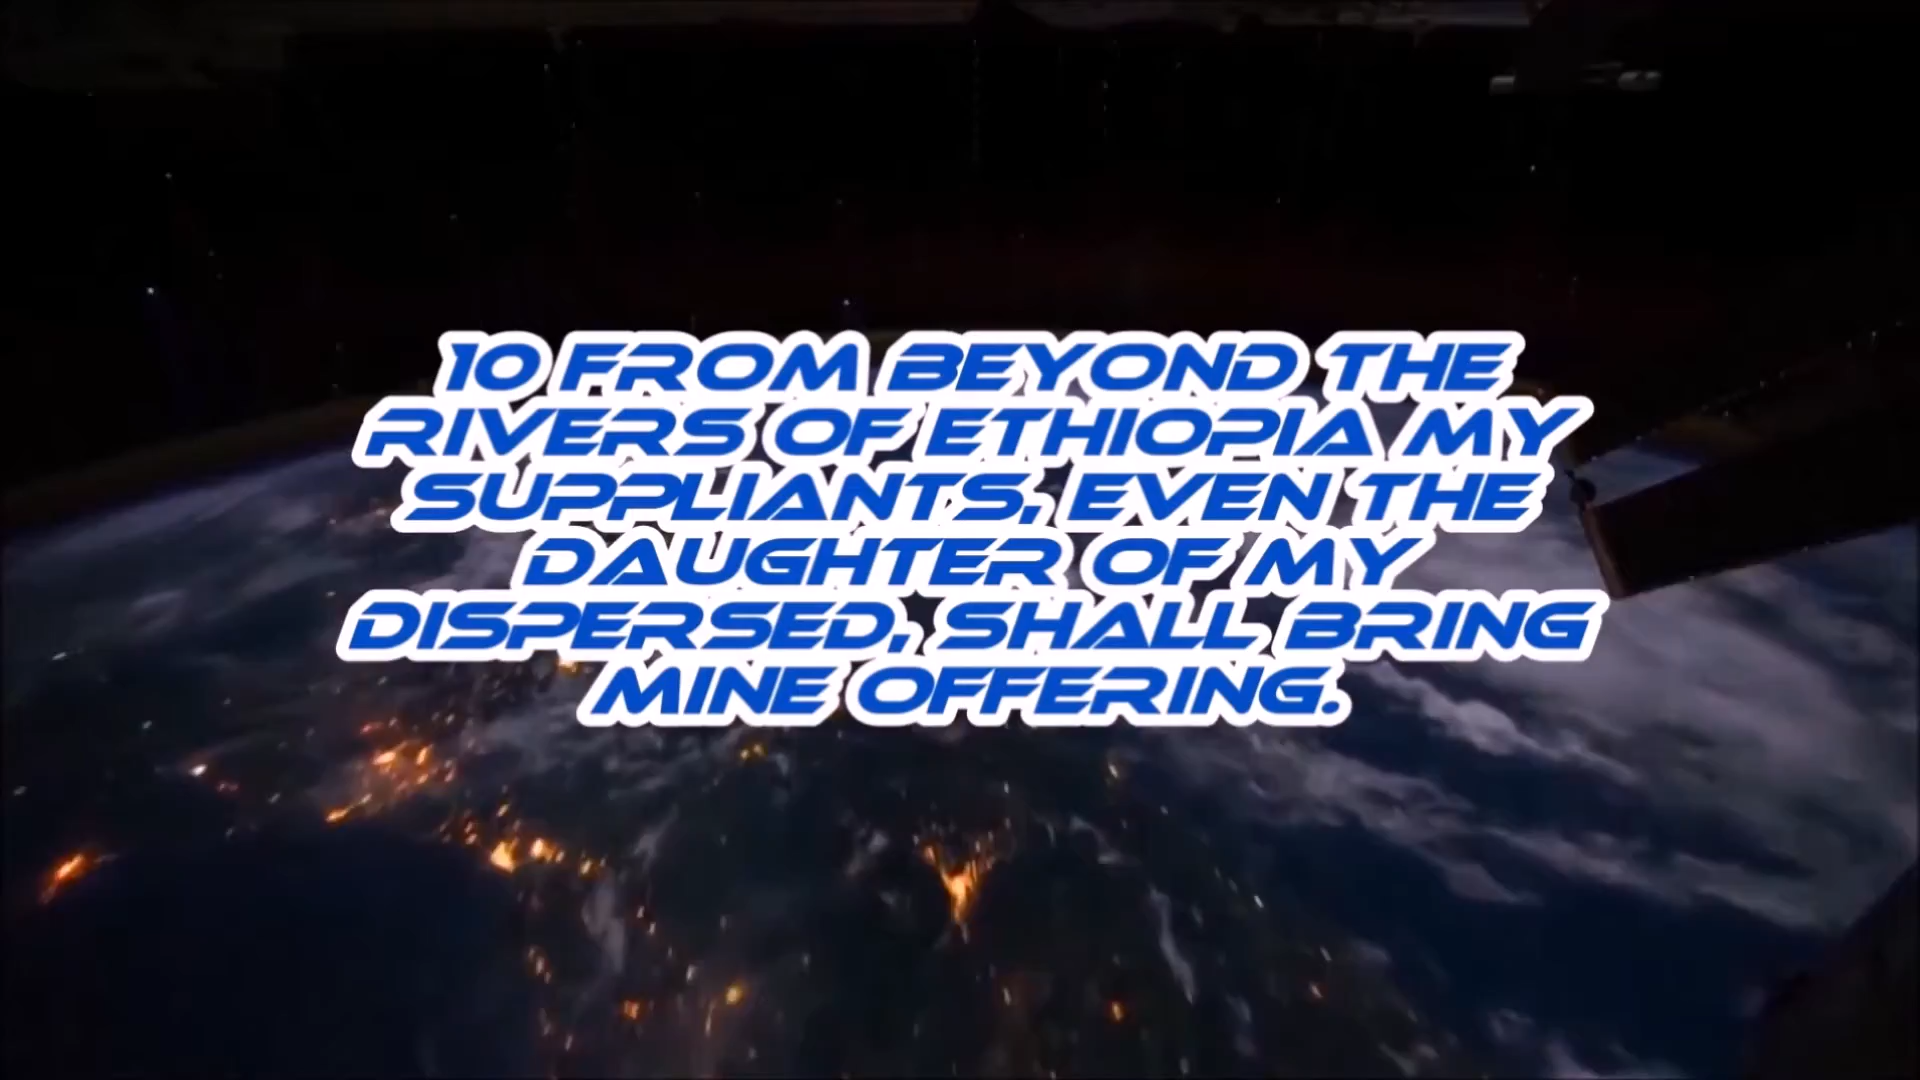 10 FROM BEYOND THE
RIVERS OF ETHIOPIA MY
SUPPLIANTS, EVEN THE
DAUGHTER OF MY
DISPERSED, SHALL BRING
MINE OFFERING.